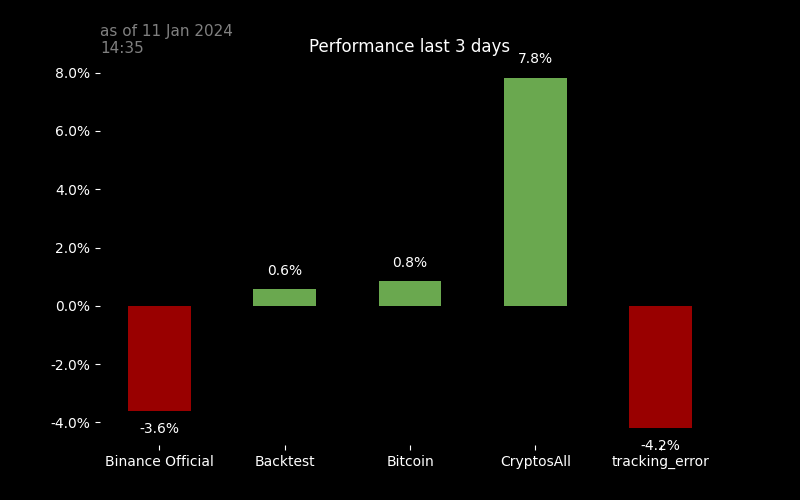 as of 11 Jan 2024
14:35
Performance last 3 days
8.0%
6.0%
4.0%
2.0%
0.0%
-2.0%
-4.0%
-3.6%
0.6%
0.8%
7.8%
-4.2%
Binance Official
Backtest
Bitcoin
CryptosAll
tracking_error